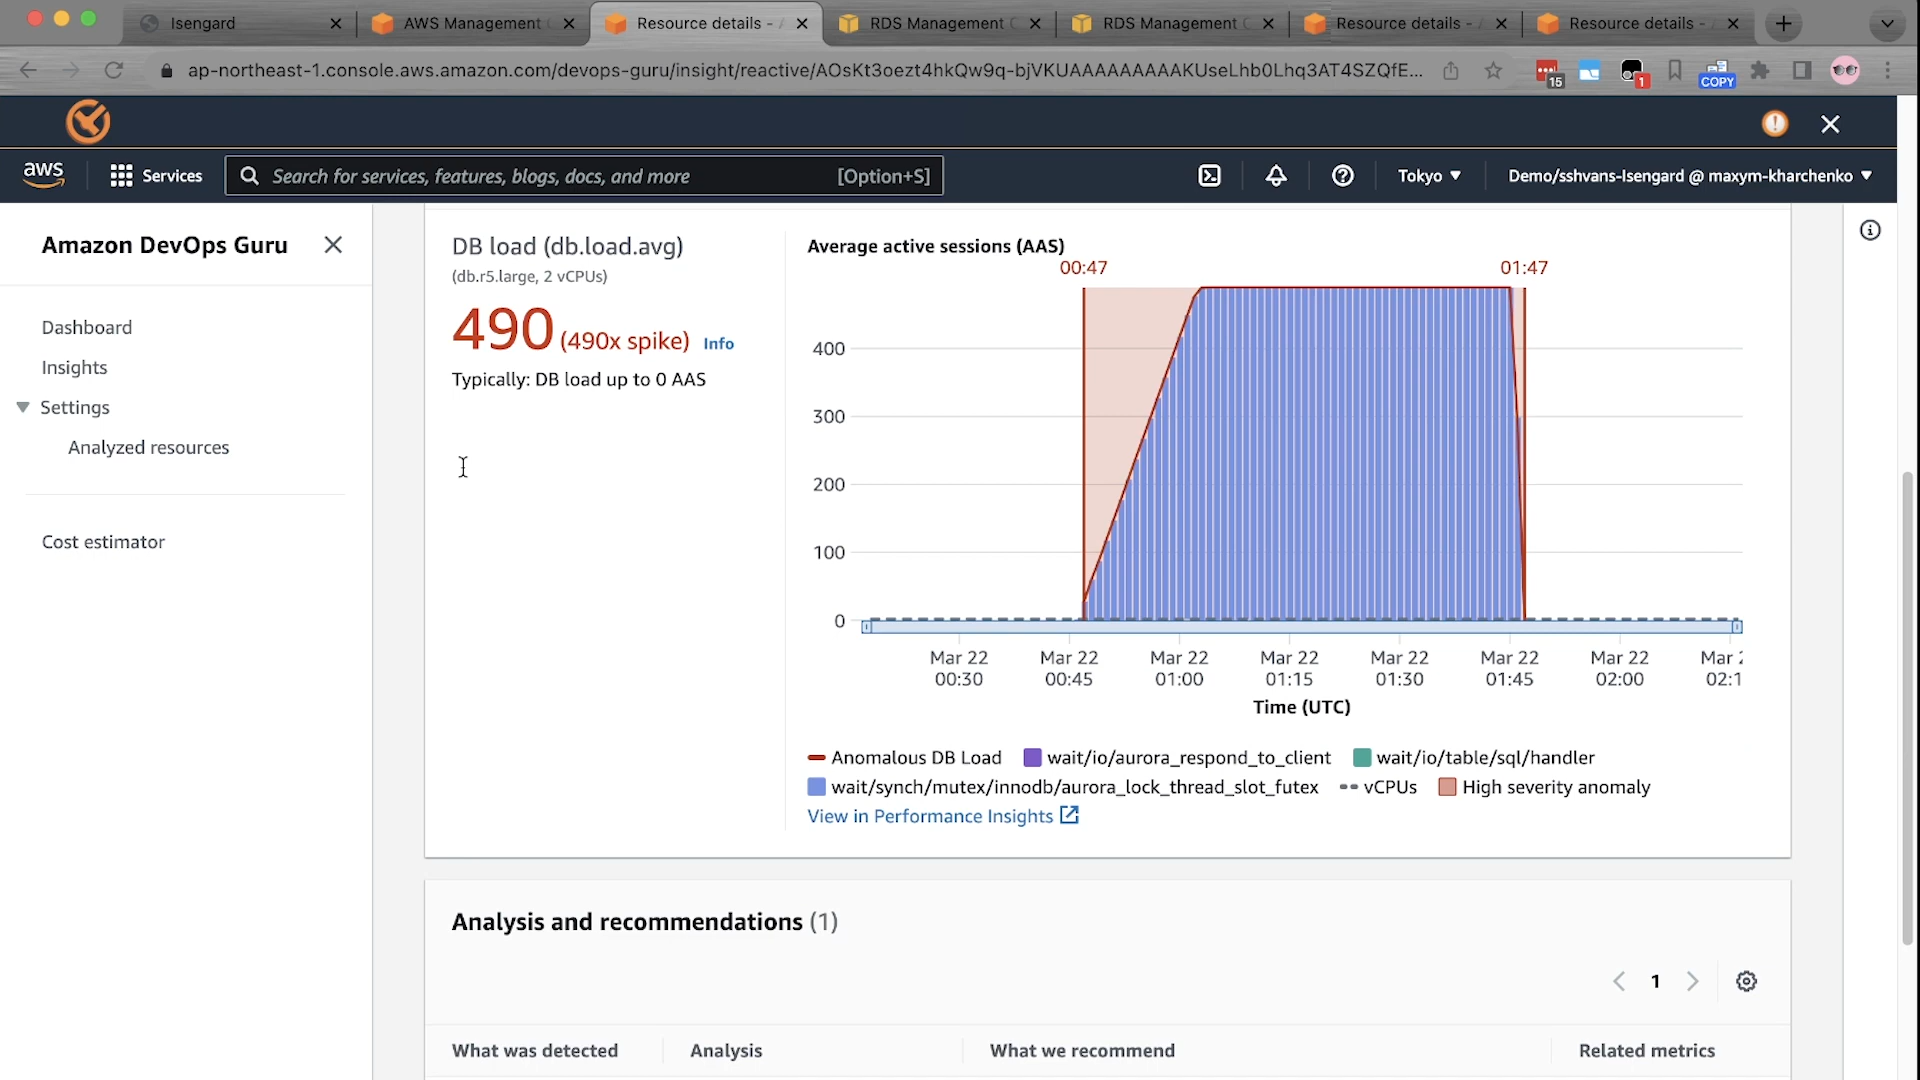 Isengard
AWS Management C
Resource details - A
RDS Management C
RDS Management C
Resource details - A
Resource details - A
ap-northeast-1.console.aws.amazon.com/devops-guru/insight/reactive/AOsKt3oezt4hkQw9q-bjVKUAAAAAAAAAKUseLhb0Lhq3AT4SZQfE...
15
1
COPY
aws
Services
Search for services, features, blogs, docs, and more
[Option+S]
Tokyo
Demo/sshvans-Isengard @ maxym-kharchenko
Amazon DevOps Guru
Dashboard
Insights
Settings
Analyzed resources
Cost estimator
DB load (db.load.avg)
(db.r5.large, 2 vCPUs)
490 (490x spike) Info
Typically: DB load up to 0 AAS
Average active sessions (AAS)
00:47
01:47
400
300
200
100
0
Mar 22 Mar 22 Mar 22 Mar 22 Mar 22 Mar 22 Mar 22 Mar 2
00:30 00:45 01:00 01:15 01:30 01:45 02:00 02:1
Time (UTC)
Anomalous DB Load wait/io/aurora_respond_to_client wait/io/table/sql/handler
wait/synch/mutex/innodb/aurora_lock_thread_slot_futex vCPUs High severity anomaly
View in Performance Insights
Analysis and recommendations (1)
1
What was detected Analysis What we recommend Related metrics